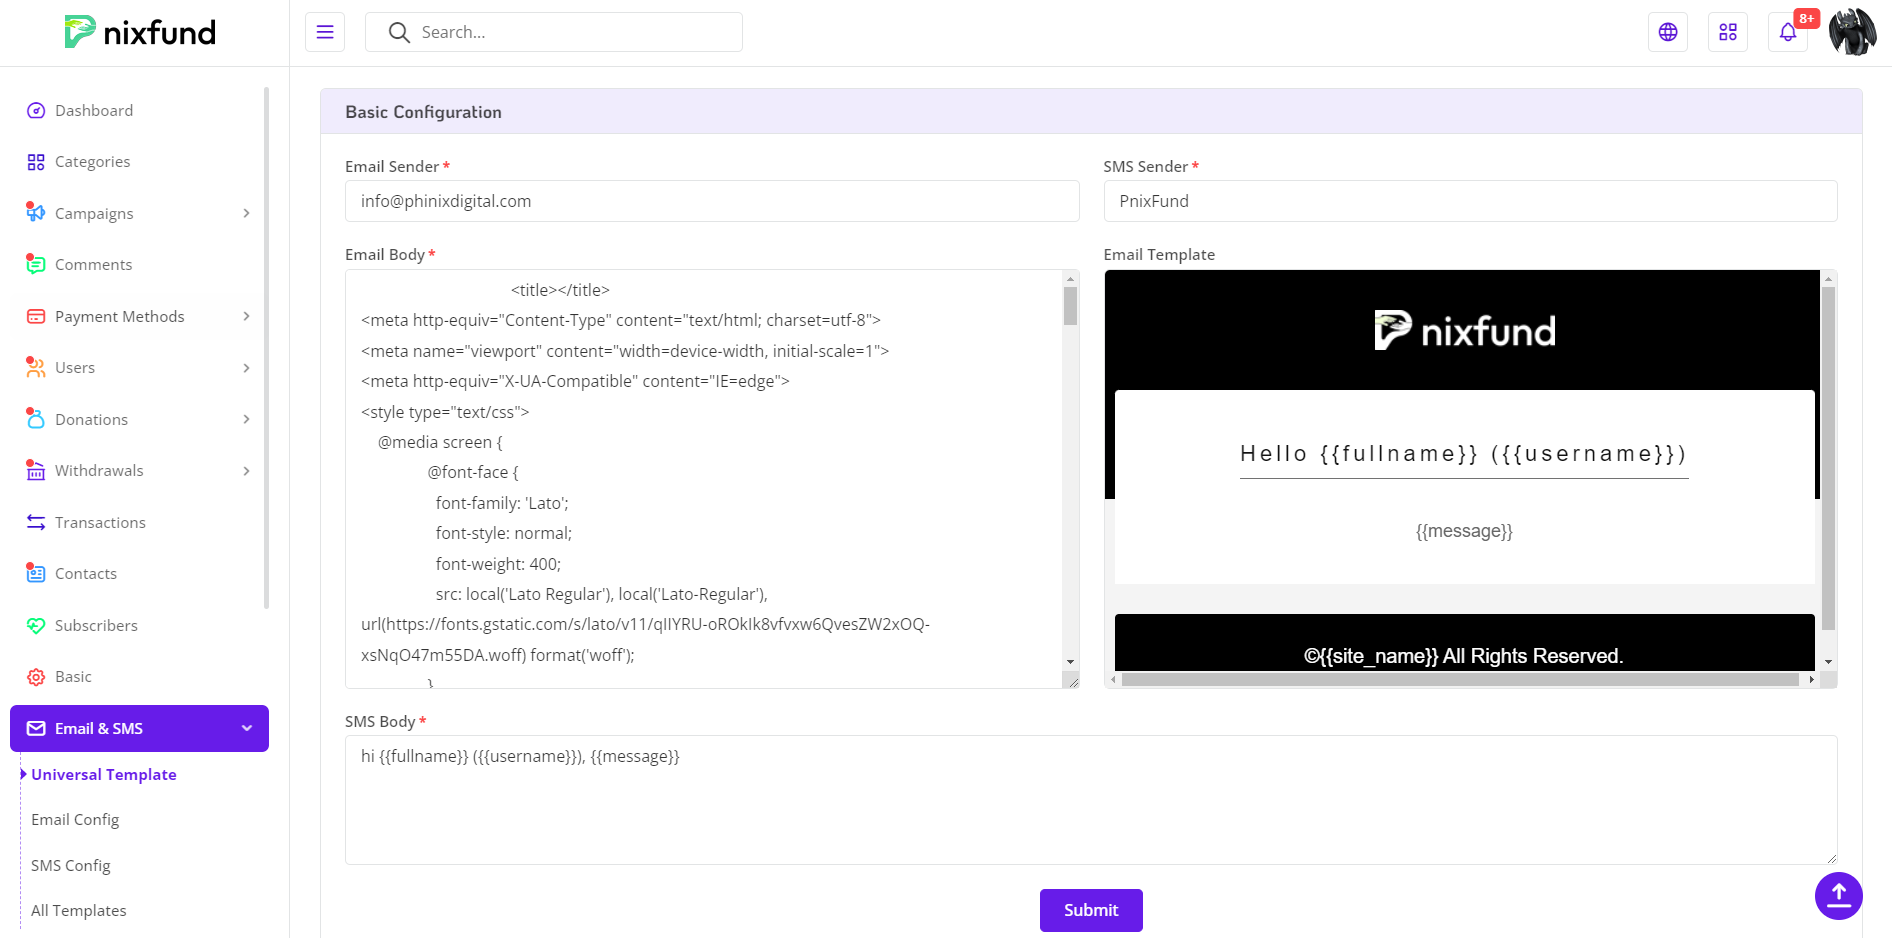 nixfund
Search...
8+
Dashboard
Categories
Campaigns
Comments
Payment Methods
Users
Donations
Withdrawals
Transactions
Contacts
Subscribers
Basic
Email & SMS
Universal Template
Email Config
SMS Config
All Templates
Basic Configuration
Email Sender *
info@phinixdigital.com
SMS Sender *
PnixFund
Email Body *
<title></title>
<meta http-equiv="Content-Type" content="text/html; charset=utf-8">
<meta name="viewport" content="width=device-width, initial-scale=1">
<meta http-equiv="X-UA-Compatible" content="IE=edge">
<style type="text/css">
@media screen {
@font-face {
font-family: 'Lato';
font-style: normal;
font-weight: 400;
src: local('Lato Regular'), local('Lato-Regular'),
url(https://fonts.gstatic.com/s/lato/v11/qIIYRU-oROkIk8vfvxw6QvesZW2xOQ-
xsNqO47m55DA.woff) format('woff');
}
Email Template
nixfund
Hello {{fullname}} ({{username}})
{{message}}
©{{site_name}} All Rights Reserved.
SMS Body *
hi {{fullname}} ({{username}}), {{message}}
Submit